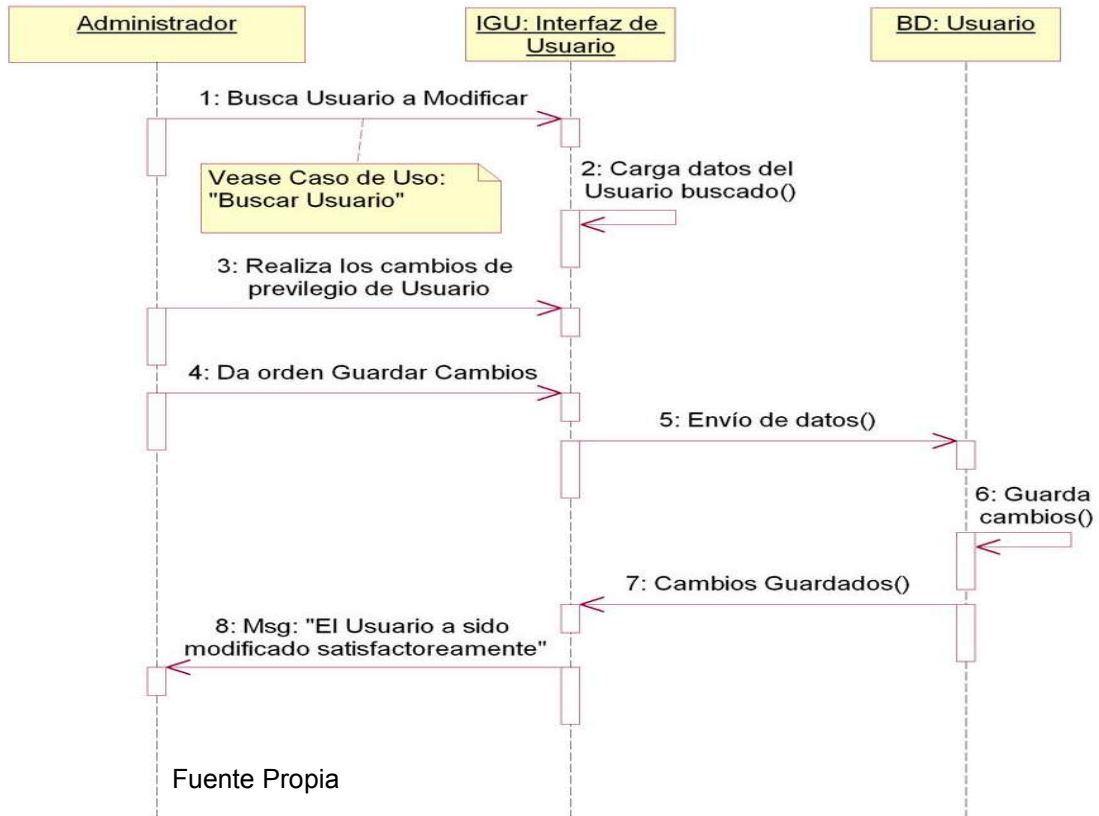 Administrador
IGU: Interfaz de
Usuario
BD: Usuario
1: Busca Usuario a Modificar
Vease Caso de Uso:
"Buscar Usuario"
2: Carga datos del
Usuario buscado()
3: Realiza los cambios de
previlegio de Usuario
4: Da orden Guardar Cambios
5: Envío de datos()
6: Guarda
cambios()
7: Cambios Guardados()
8: Msg: "El Usuario a sido
modificado satisfactoreamente"
Fuente Propia